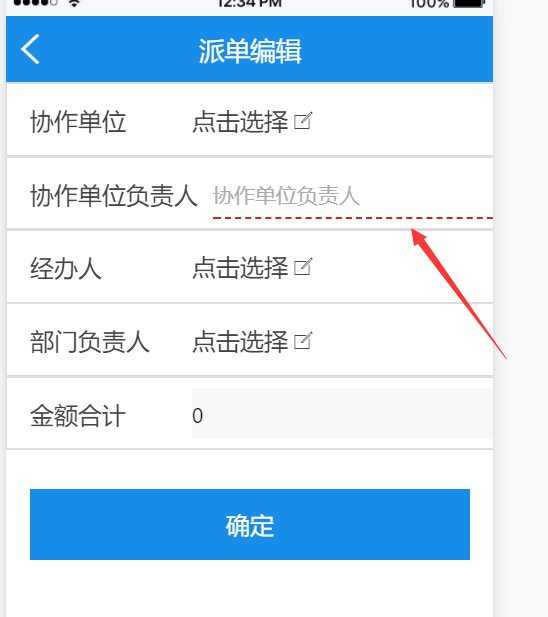 12:34 PM 100%
派单编辑
协作单位 点击选择
协作单位负责人 协作单位负责人
经办人 点击选择
部门负责人 点击选择
金额合计 0
确定